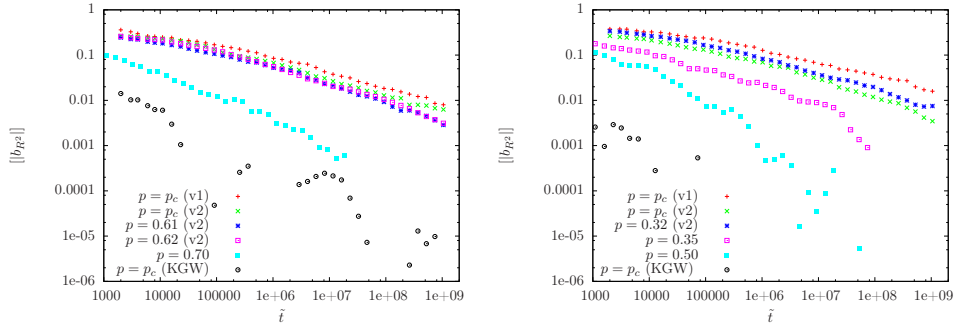 1
0.1
0.01
0.001
0.0001
1e-05
1e-06
1000
10000
100000
1e+06
1e+07
1e+08
1e+09
[[|b_{R^2}|]]
t̃
p = p_c (v1)
p = p_c (v2)
p = 0.61 (v2)
p = 0.62 (v2)
p = 0.70
p = p_c (KGW)
1
0.1
0.01
0.001
0.0001
1e-05
1e-06
1000
10000
100000
1e+06
1e+07
1e+08
1e+09
[[|b_{R^2}|]]
t̃
p = p_c (v1)
p = p_c (v2)
p = 0.32 (v2)
p = 0.35
p = 0.50
p = p_c (KGW)